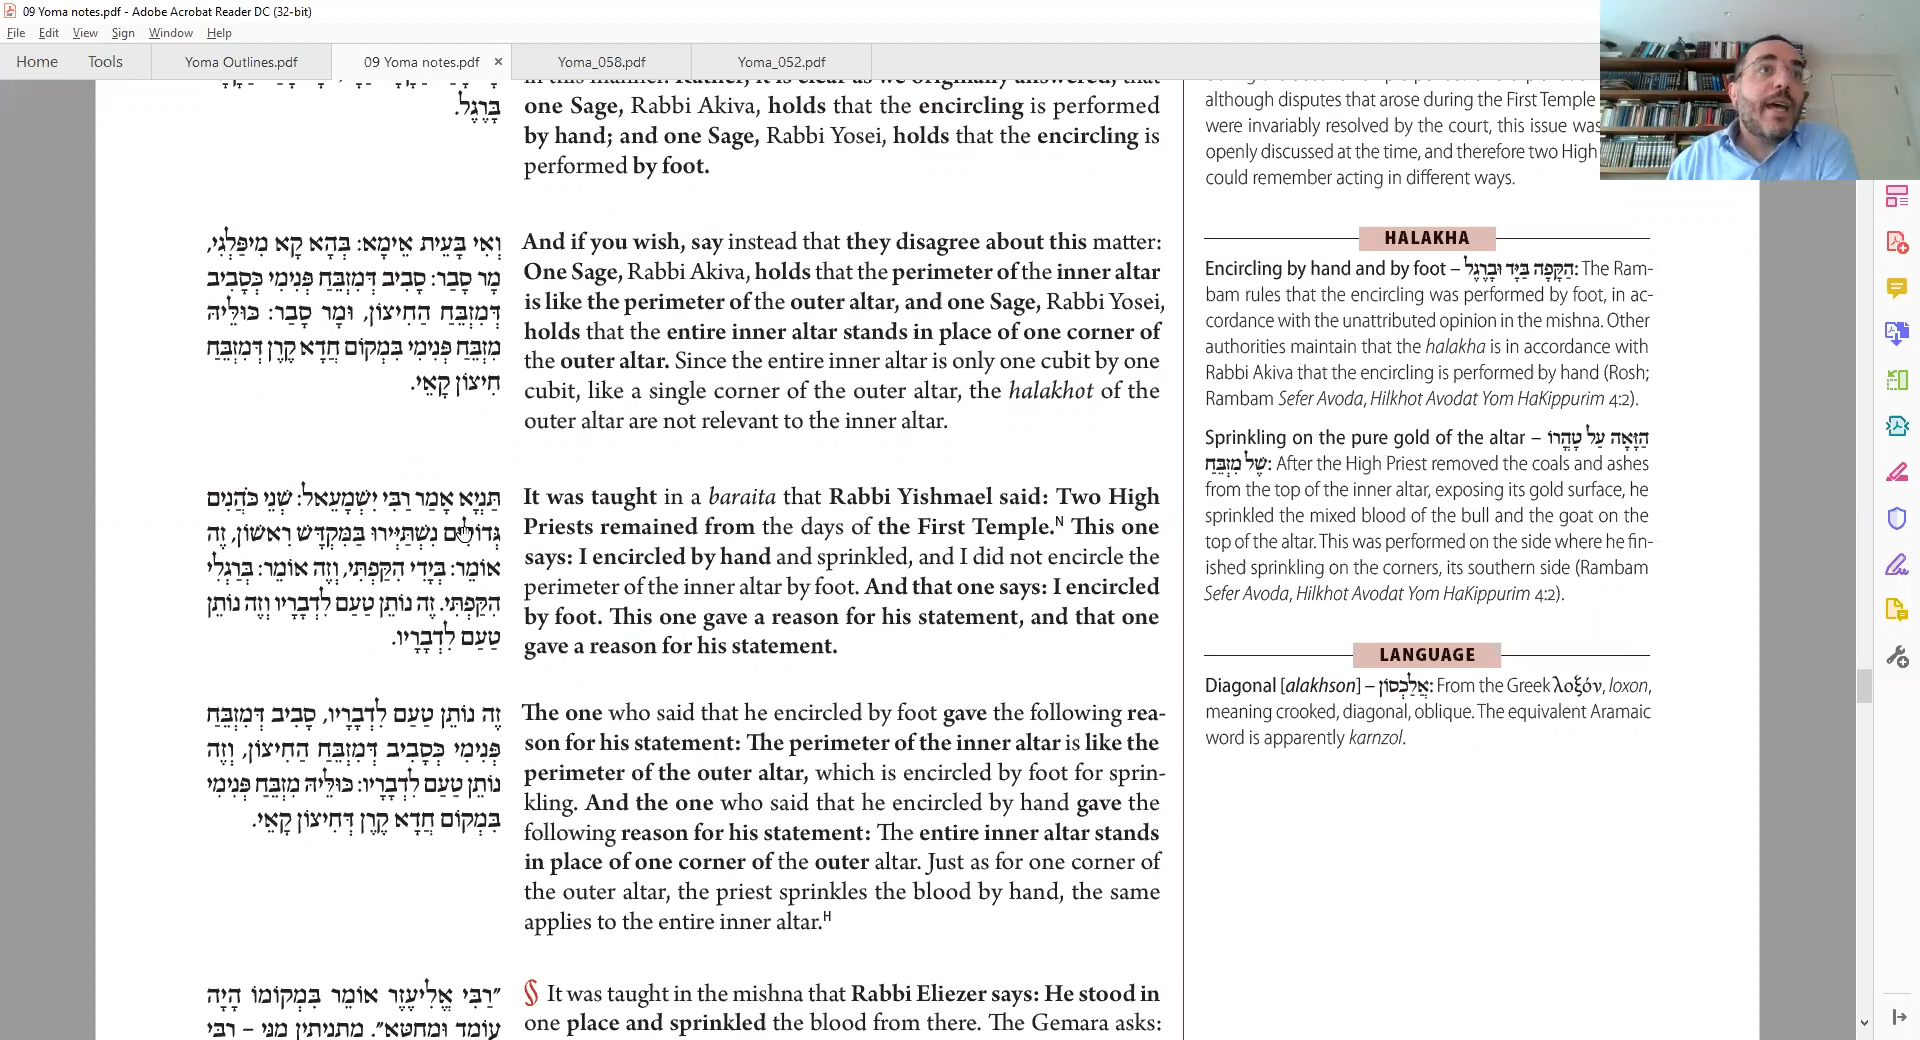 09 Yoma notes.pdf - Adobe Acrobat Reader DC (32-bit)
File Edit View Sign Window Help
Home Tools Yoma Outlines.pdf 09 Yoma notes.pdf × Yoma_058.pdf Yoma_052.pdf
בָּרֶגֶל.
in this manner. Rather, it is clear as we originally answered, that
one Sage, Rabbi Akiva, holds that the encircling is performed
by hand; and one Sage, Rabbi Yosei, holds that the encircling is
performed by foot.
וְאִי בָּעֵית אֵימָא: בְּהָא קָא מִיפַּלְגִי,
מָר סָבַר: סָבִיב דְּמִזְבֵּחַ פְּנִימִי כְּסָבִיב
דְּמִזְבֵּחַ הַחִיצוֹן, וּמָר סָבַר: כּוּלֵּיהּ
מִזְבֵּחַ פְּנִימִי בִּמְקוֹם חֲדָא קֶרֶן דְּמִזְבֵּחַ
חִיצוֹן קָאֵי.
And if you wish, say instead that they disagree about this matter:
One Sage, Rabbi Akiva, holds that the perimeter of the inner altar
is like the perimeter of the outer altar, and one Sage, Rabbi Yosei,
holds that the entire inner altar stands in place of one corner of
the outer altar. Since the entire inner altar is only one cubit by one
cubit, like a single corner of the outer altar, the halakhot of the
outer altar are not relevant to the inner altar.
תַּנְיָא אָמַר רַבִּי יִשְׁמָעֵאל: שְׁנֵי כֹּהֲנִים
גְּדוֹלִים נִשְׁתַּיְּירוּ בַּמִּקְדָּשׁ רִאשׁוֹן, זֶה
אוֹמֵר: בְּיָדִי הִקַּפְתִּי, וְזֶה אוֹמֵר: בְּרַגְלִי
הִקַּפְתִּי. זֶה נוֹתֵן טַעַם לִדְבָרָיו וְזֶה נוֹתֵן
טַעַם לִדְבָרָיו.
It was taught in a baraita that Rabbi Yishmael said: Two High
Priests remained from the days of the First Temple.N This one
says: I encircled by hand and sprinkled, and I did not encircle the
perimeter of the inner altar by foot. And that one says: I encircled
by foot. This one gave a reason for his statement, and that one
gave a reason for his statement.
זֶה נוֹתֵן טַעַם לִדְבָרָיו, סָבִיב דְּמִזְבֵּחַ
פְּנִימִי כְּסָבִיב דְּמִזְבֵּחַ הַחִיצוֹן, וְזֶה
נוֹתֵן טַעַם לִדְבָרָיו: כּוּלֵּיהּ מִזְבֵּחַ פְּנִימִי
בִּמְקוֹם חֲדָא קֶרֶן דְּחִיצוֹן קָאֵי.
The one who said that he encircled by foot gave the following rea-
son for his statement: The perimeter of the inner altar is like the
perimeter of the outer altar, which is encircled by foot for sprin-
kling. And the one who said that he encircled by hand gave the
following reason for his statement: The entire inner altar stands
in place of one corner of the outer altar. Just as for one corner of
the outer altar, the priest sprinkles the blood by hand, the same
applies to the entire inner altar.H
״רַבִּי אֱלִיעֶזֶר אוֹמֵר בִּמְקוֹמוֹ הָיָה
עוֹמֵד וּמְחַטֵּא״. מַתְנִיתִין מַנִּי – רַבִּי
It was taught in the mishna that Rabbi Eliezer says: He stood in
one place and sprinkled the blood from there. The Gemara asks:
although disputes that arose during the First Temple
were invariably resolved by the court, this issue was
openly discussed at the time, and therefore two High
could remember acting in different ways.
HALAKHA
Encircling by hand and by foot – הַקָּפָה בַּיָּד וּבָרֶגֶל: The Ram-
bam rules that the encircling was performed by foot, in ac-
cordance with the unattributed opinion in the mishna. Other
authorities maintain that the halakha is in accordance with
Rabbi Akiva that the encircling is performed by hand (Rosh;
Rambam Sefer Avoda, Hilkhot Avodat Yom HaKippurim 4:2).
Sprinkling on the pure gold of the altar – הַזָּאָה עַל טָהֳרוֹ
שֶׁל מִזְבֵּחַ: After the High Priest removed the coals and ashes
from the top of the inner altar, exposing its gold surface, he
sprinkled the mixed blood of the bull and the goat on the
top of the altar. This was performed on the side where he fin-
ished sprinkling on the corners, its southern side (Rambam
Sefer Avoda, Hilkhot Avodat Yom HaKippurim 4:2).
LANGUAGE
Diagonal [alakhson] – אֲלַכְסוֹן: From the Greek λοξόν, loxon,
meaning crooked, diagonal, oblique. The equivalent Aramaic
word is apparently karnzol.